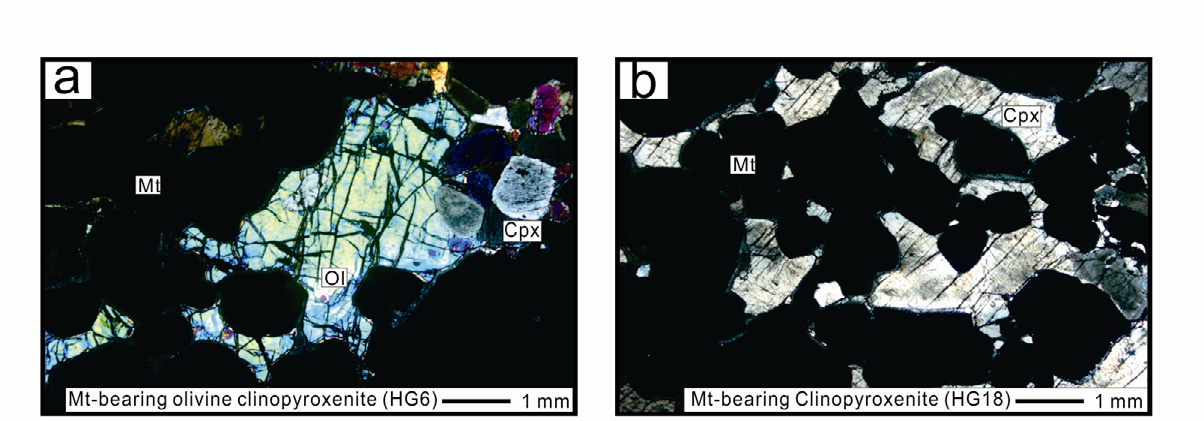 a
Mt
Cpx
Ol
Mt-bearing olivine clinopyroxenite (HG6) 1 mm
b
Cpx
Mt
Mt-bearing Clinopyroxenite (HG18) 1 mm